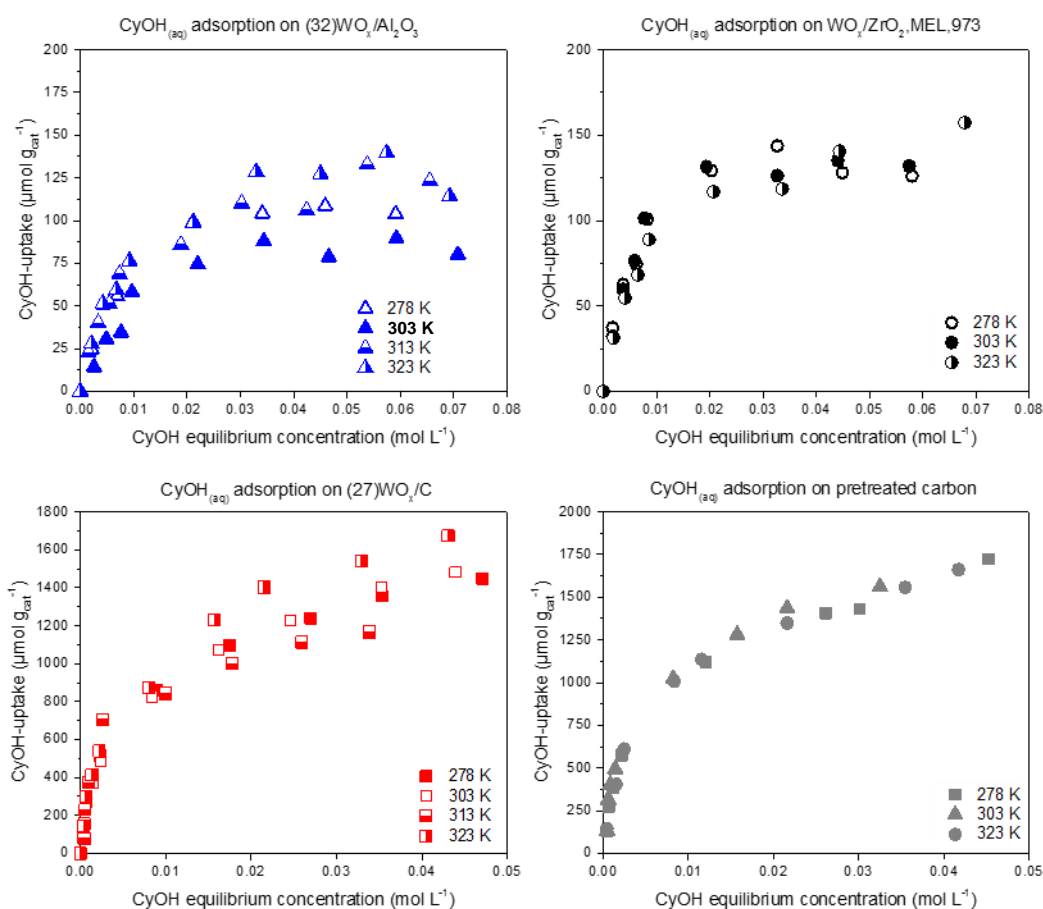 CyOH(aq) adsorption on (32)WOx/Al2O3
200
175
150
125
100
75
50
25
0
CyOH-uptake (µmol gcat⁻¹)
278 K
303 K
313 K
323 K
0.00 0.01 0.02 0.03 0.04 0.05 0.06 0.07 0.08
CyOH equilibrium concentration (mol L⁻¹)
CyOH(aq) adsorption on WOx/ZrO2,MEL,973
200
150
100
50
0
CyOH-uptake (µmol gcat⁻¹)
278 K
303 K
323 K
0.00 0.01 0.02 0.03 0.04 0.05 0.06 0.07 0.08
CyOH equilibrium concentration (mol L⁻¹)
CyOH(aq) adsorption on (27)WOx/C
1800
1600
1400
1200
1000
800
600
400
200
0
CyOH-uptake (µmol gcat⁻¹)
278 K
303 K
313 K
323 K
0.00 0.01 0.02 0.03 0.04 0.05
CyOH equilibrium concentration (mol L⁻¹)
CyOH(aq) adsorption on pretreated carbon
2000
1750
1500
1250
1000
750
500
250
0
CyOH-uptake (µmol gcat⁻¹)
278 K
303 K
323 K
0.00 0.01 0.02 0.03 0.04 0.05
CyOH equilibrium concentration (mol L⁻¹)